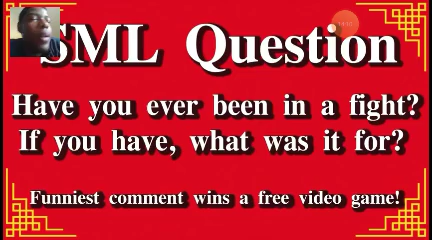 SML Question
Have you ever been in a fight?
If you have, what was it for?
Funniest comment wins a free video game!